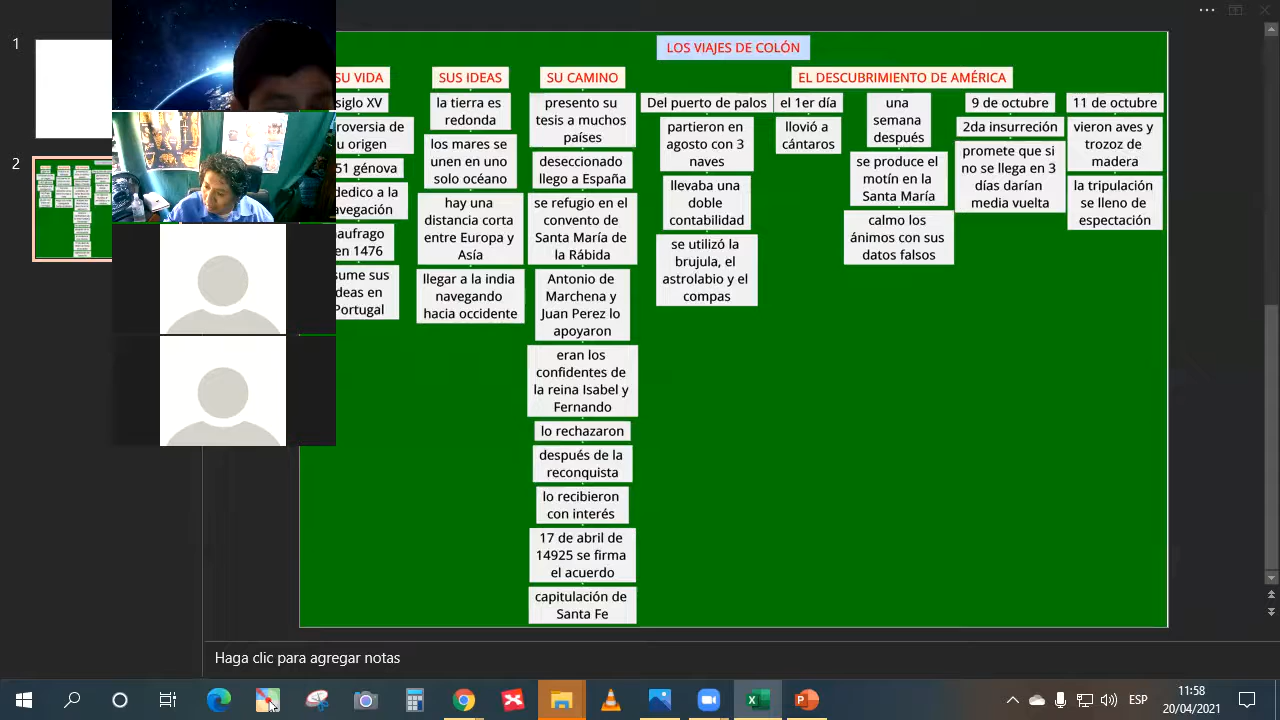 LOS VIAJES DE COLÓN
SU VIDA
siglo XV
roversia de
u origen
51 génova
dedico a la
avegación
aufrago
en 1476
sume sus
deas en
Portugal
SUS IDEAS
la tierra es
redonda
los mares se
unen en uno
solo océano
hay una
distancia corta
entre Europa y
Asía
llegar a la india
navegando
hacia occidente
SU CAMINO
presento su
tesis a muchos
países
deseccionado
llego a España
se refugio en el
convento de
Santa María de
la Rábida
Antonio de
Marchena y
Juan Perez lo
apoyaron
eran los
confidentes de
la reina Isabel y
Fernando
lo rechazaron
después de la
reconquista
lo recibieron
con interés
17 de abril de
14925 se firma
el acuerdo
capitulación de
Santa Fe
EL DESCUBRIMIENTO DE AMÉRICA
Del puerto de palos
partieron en
agosto con 3
naves
llevaba una
doble
contabilidad
se utilizó la
brujula, el
astrolabio y el
compas
el 1er día
llovió a
cántaros
una
semana
después
se produce el
motín en la
Santa María
calmo los
ánimos con sus
datos falsos
9 de octubre
2da insurreción
promete que si
no se llega en 3
días darían
media vuelta
11 de octubre
vieron aves y
trozoz de
madera
la tripulación
se lleno de
espectación
1
2
Haga clic para agregar notas
ESP
11:38
20/04/2021